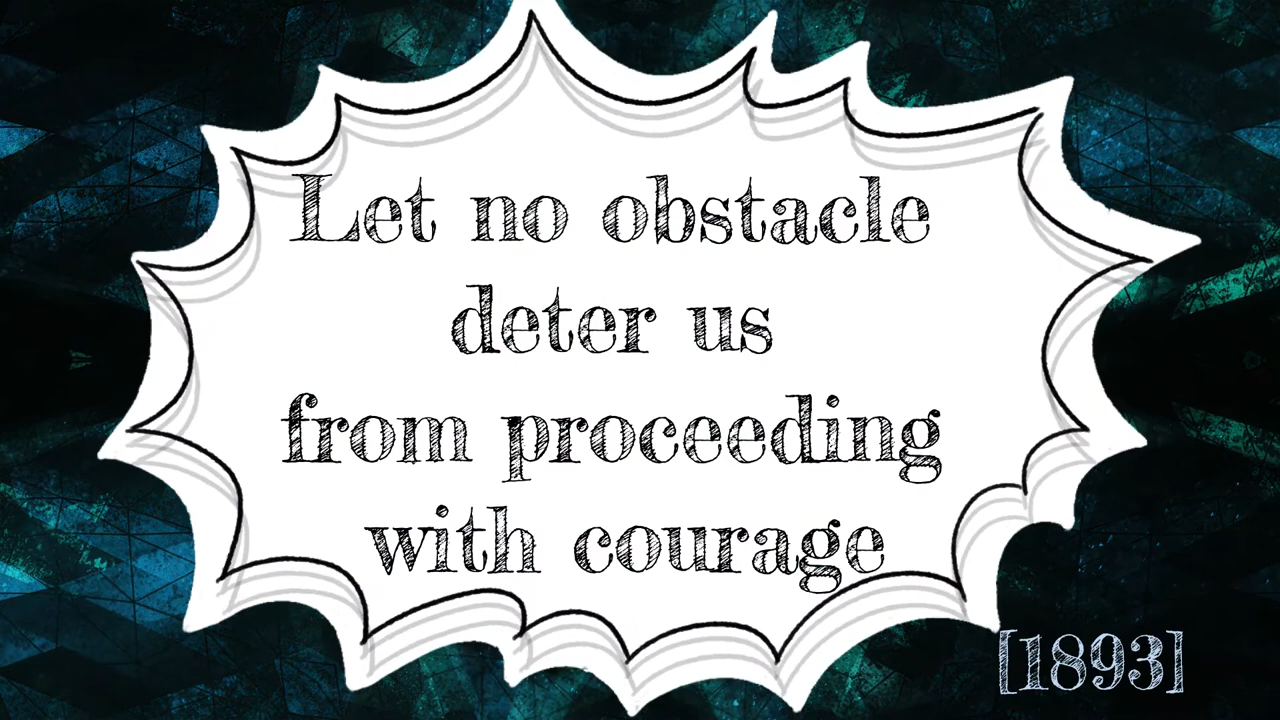 Let no obstacle
deter us
from proceeding
with courage
[1893]